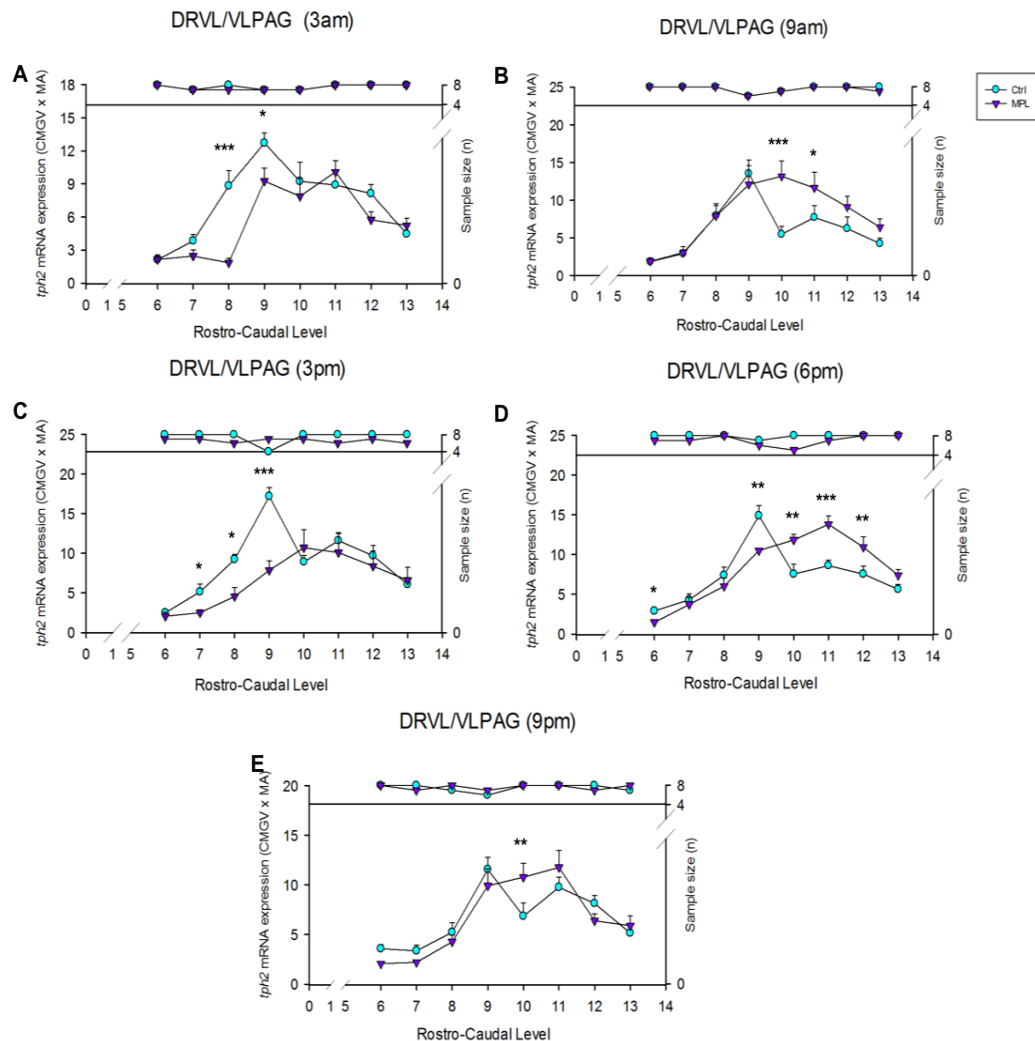 DRVL/VLPAG (3am)
A
tph2 mRNA expression (CMGV x MA)
18
15
12
9
6
3
0
8
4
0
Sample size (n)
***
*
0 1 5 6 7 8 9 10 11 12 13 14
Rostro-Caudal Level
DRVL/VLPAG (9am)
B
tph2 mRNA expression (CMGV x MA)
25
20
15
10
5
0
8
4
0
Sample size (n)
***
*
0 1 5 6 7 8 9 10 11 12 13 14
Rostro-Caudal Level
Ctrl
MPL
DRVL/VLPAG (3pm)
C
tph2 mRNA expression (CMGV x MA)
25
20
15
10
5
0
8
4
0
Sample size (n)
*
*
***
0 1 5 6 7 8 9 10 11 12 13 14
Rostro-Caudal Level
DRVL/VLPAG (6pm)
D
tph2 mRNA expression (CMGV x MA)
25
20
15
10
5
0
8
4
0
Sample size (n)
*
**
**
***
**
0 1 5 6 7 8 9 10 11 12 13 14
Rostro-Caudal Level
DRVL/VLPAG (9pm)
E
tph2 mRNA expression (CMGV x MA)
20
15
10
5
0
8
4
0
Sample size (n)
**
0 1 5 6 7 8 9 10 11 12 13 14
Rostro-Caudal Level